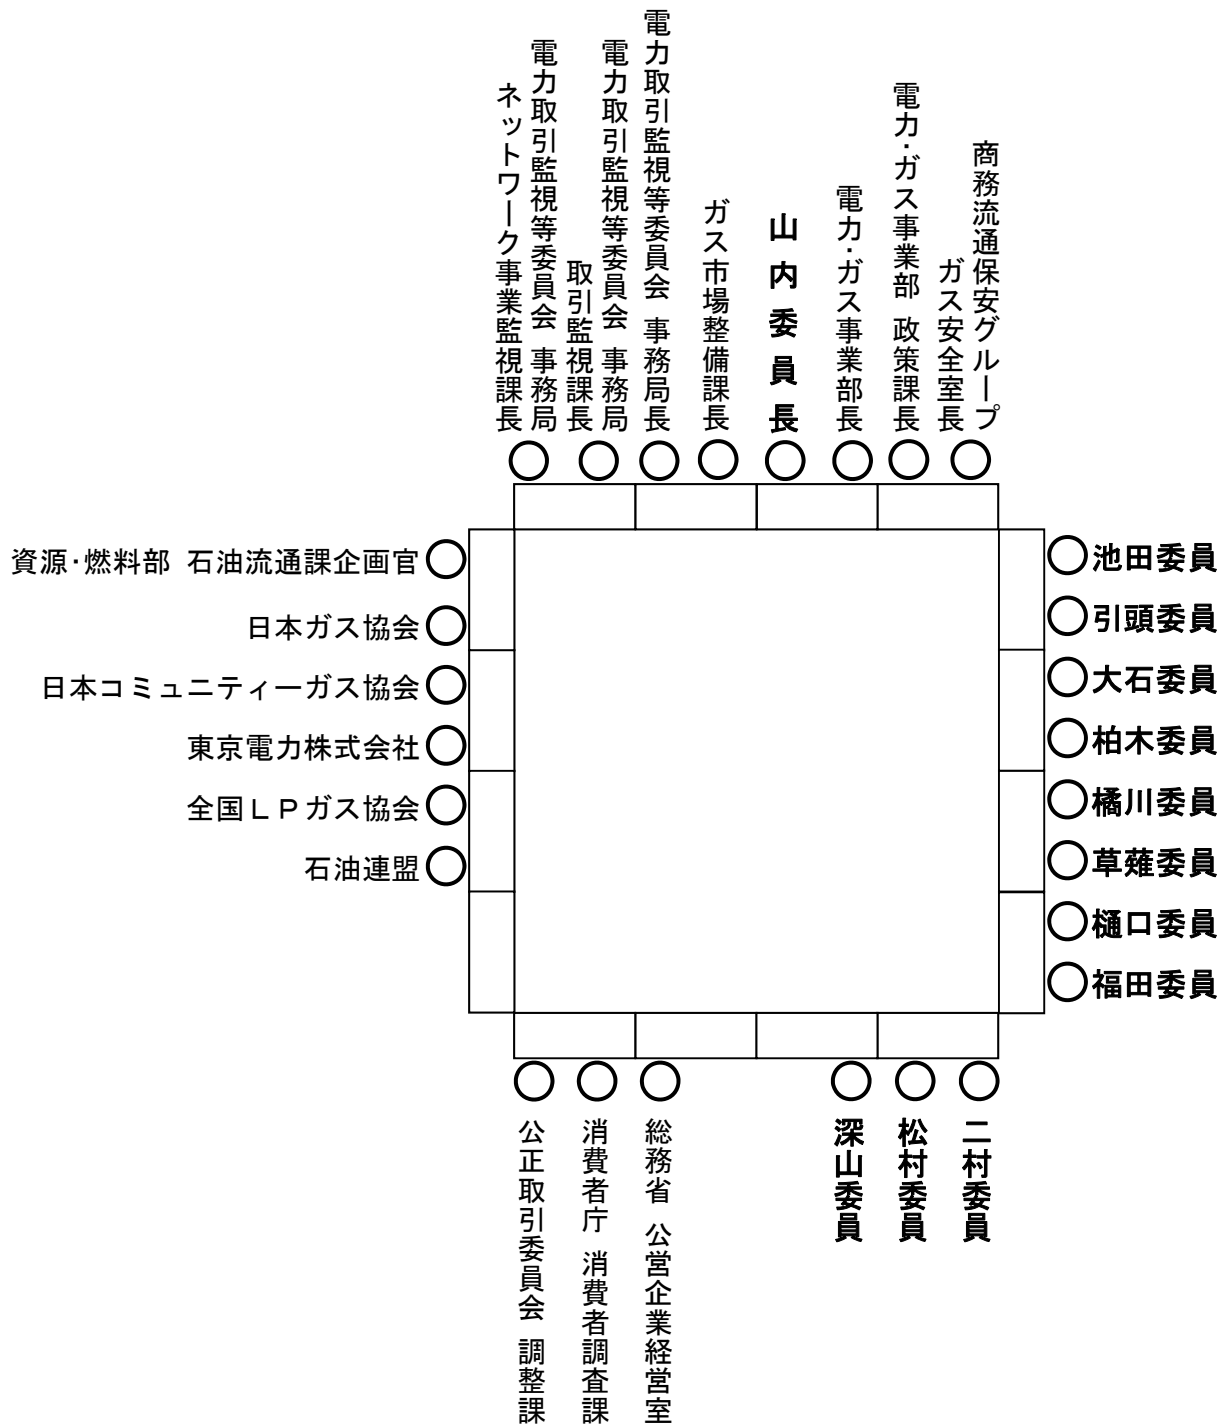 ネットワーク事業監視課長
電力取引監視等委員会 事務局
取引監視課長
電力取引監視等委員会 事務局
電力取引監視等委員会 事務局長
ガス市場整備課長
山内委員長
電力・ガス事業部長
電力・ガス事業部 政策課長
ガス安全室長
商務流通保安グループ
資源・燃料部 石油流通課企画官
日本ガス協会
日本コミュニティーガス協会
東京電力株式会社
全国ＬＰガス協会
石油連盟
池田委員
引頭委員
大石委員
柏木委員
橘川委員
草薙委員
樋口委員
福田委員
公正取引委員会 調整課
消費者庁 消費者調査課
総務省 公営企業経営室
深山委員
松村委員
二村委員